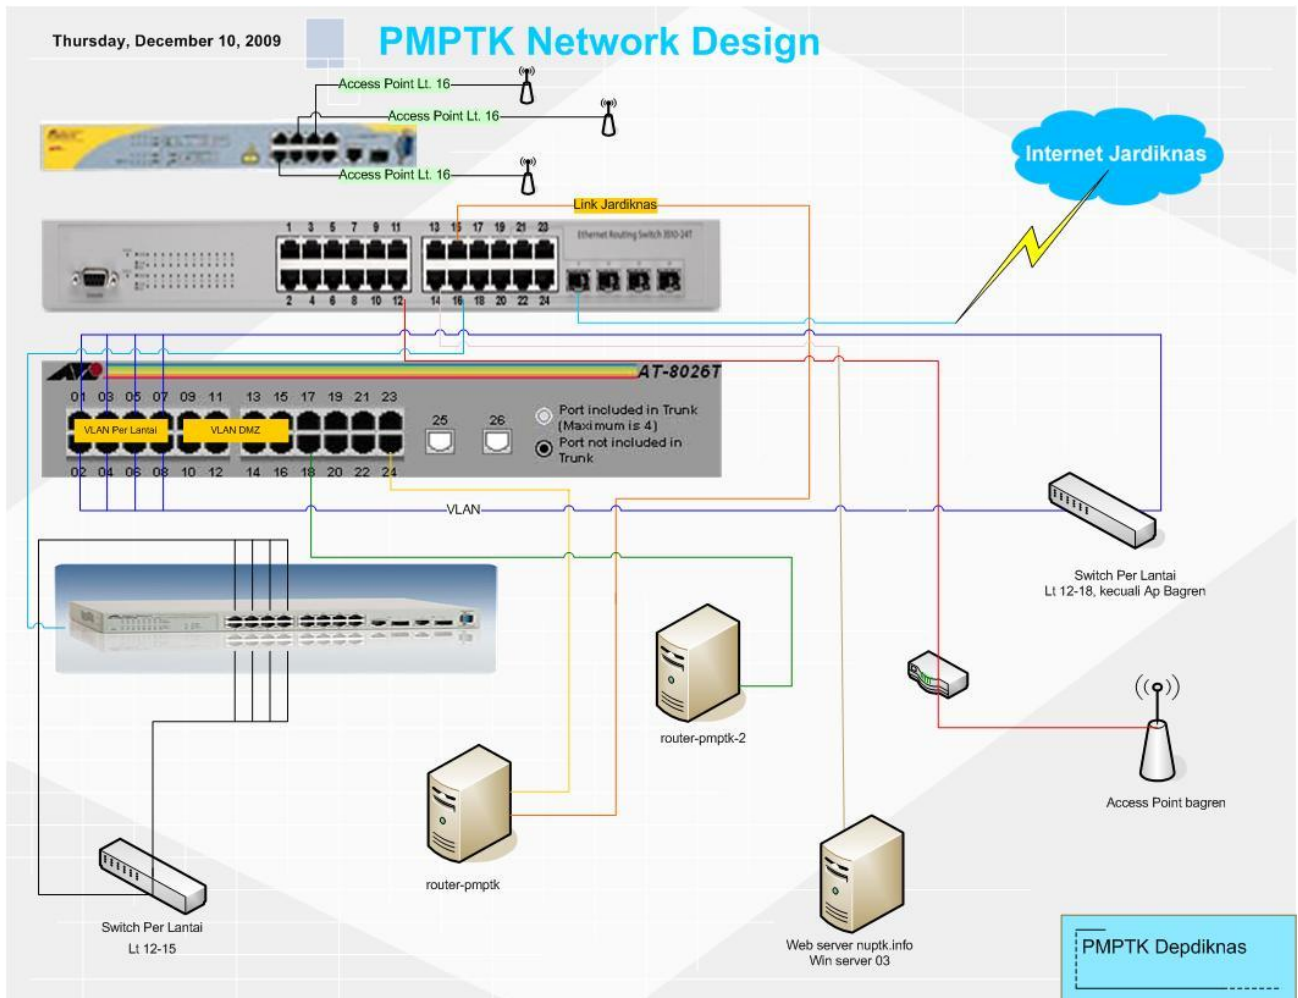 Thursday, December 10, 2009
PMPTK Network Design
Access Point Lt. 16
Access Point Lt. 16
Access Point Lt. 16
Internet Jardiknas
Link Jardiknas
1 3 5 7 9 11 13 15 17 19 21 23
Ethernet Routing Switch 3510-24T
2 4 6 8 10 12 14 16 18 20 22 24
AT-8026T
01 03 05 07 09 11 13 15 17 19 21 23
25 26
Port included in Trunk
(Maximum is 4)
Port not included in
Trunk
VLAN Per Lantai
VLAN DMZ
02 04 06 08 10 12 14 16 18 20 22 24
VLAN
Switch Per Lantai
Lt 12-18, kecuali Ap Bagren
router-pmptk-2
Access Point bagren
router-pmptk
Switch Per Lantai
Lt 12-15
Web server nuptk.info
Win server 03
PMPTK Depdiknas